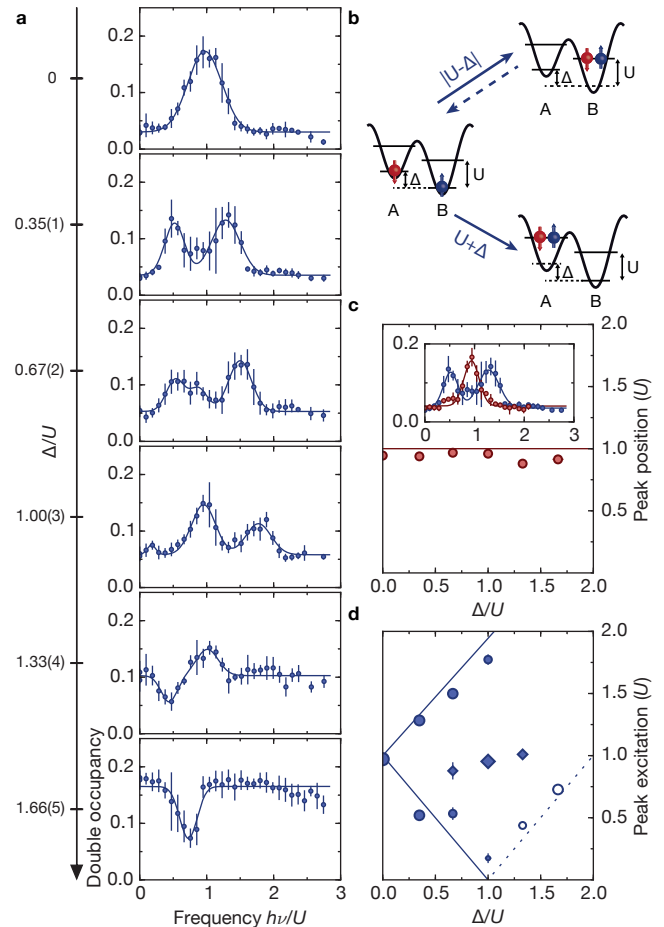 a
0
0.35(1)
0.67(2)
1.00(3)
1.33(4)
1.66(5)
Δ/U
0.2
0.1
0.0
0.2
0.1
0.0
0.2
0.1
0.0
0.2
0.1
0.0
0.2
0.1
0.0
0.2
0.1
0.0
Double occupancy
0 1 2 3
Frequency hν/U
b
|U-Δ|
Δ
U
A B
Δ
U
A B
U+Δ
Δ
U
A B
c
0.2
0.0
0 1 2 3
2.0
1.5
1.0
0.5
Peak position (U)
0.0 0.5 1.0 1.5 2.0
Δ/U
d
2.0
1.5
1.0
0.5
Peak excitation (U)
0.0 0.5 1.0 1.5 2.0
Δ/U